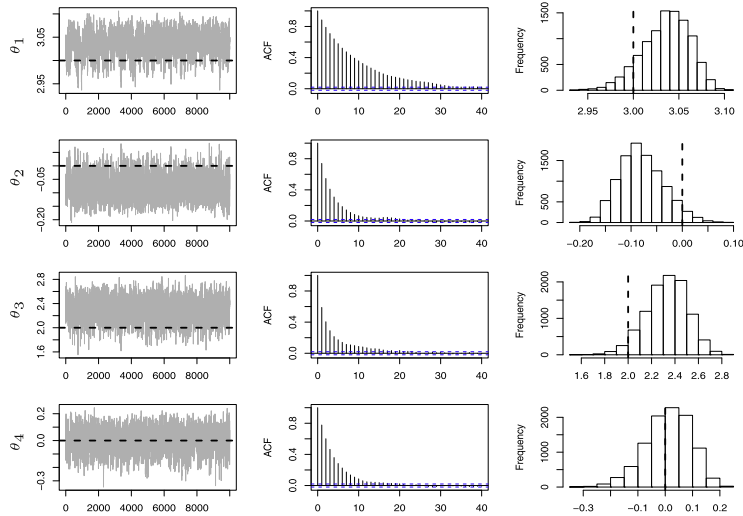 θ1
3.05
2.95
0 2000 4000 6000 8000
ACF
0.8
0.4
0.0
0 10 20 30 40
Frequency
1500
500
0
2.95 3.00 3.05 3.10
θ2
−0.05
−0.20
0 2000 4000 6000 8000
ACF
0.8
0.4
0.0
0 10 20 30 40
Frequency
1500
500
0
−0.20 −0.10 0.00 0.10
θ3
2.8
2.4
2.0
1.6
0 2000 4000 6000 8000
ACF
0.8
0.4
0.0
0 10 20 30 40
Frequency
2000
1000
0
1.6 1.8 2.0 2.2 2.4 2.6 2.8
θ4
0.2
0.0
−0.3
0 2000 4000 6000 8000
ACF
0.8
0.4
0.0
0 10 20 30 40
Frequency
2000
1000
0
−0.3 −0.1 0.0 0.1 0.2